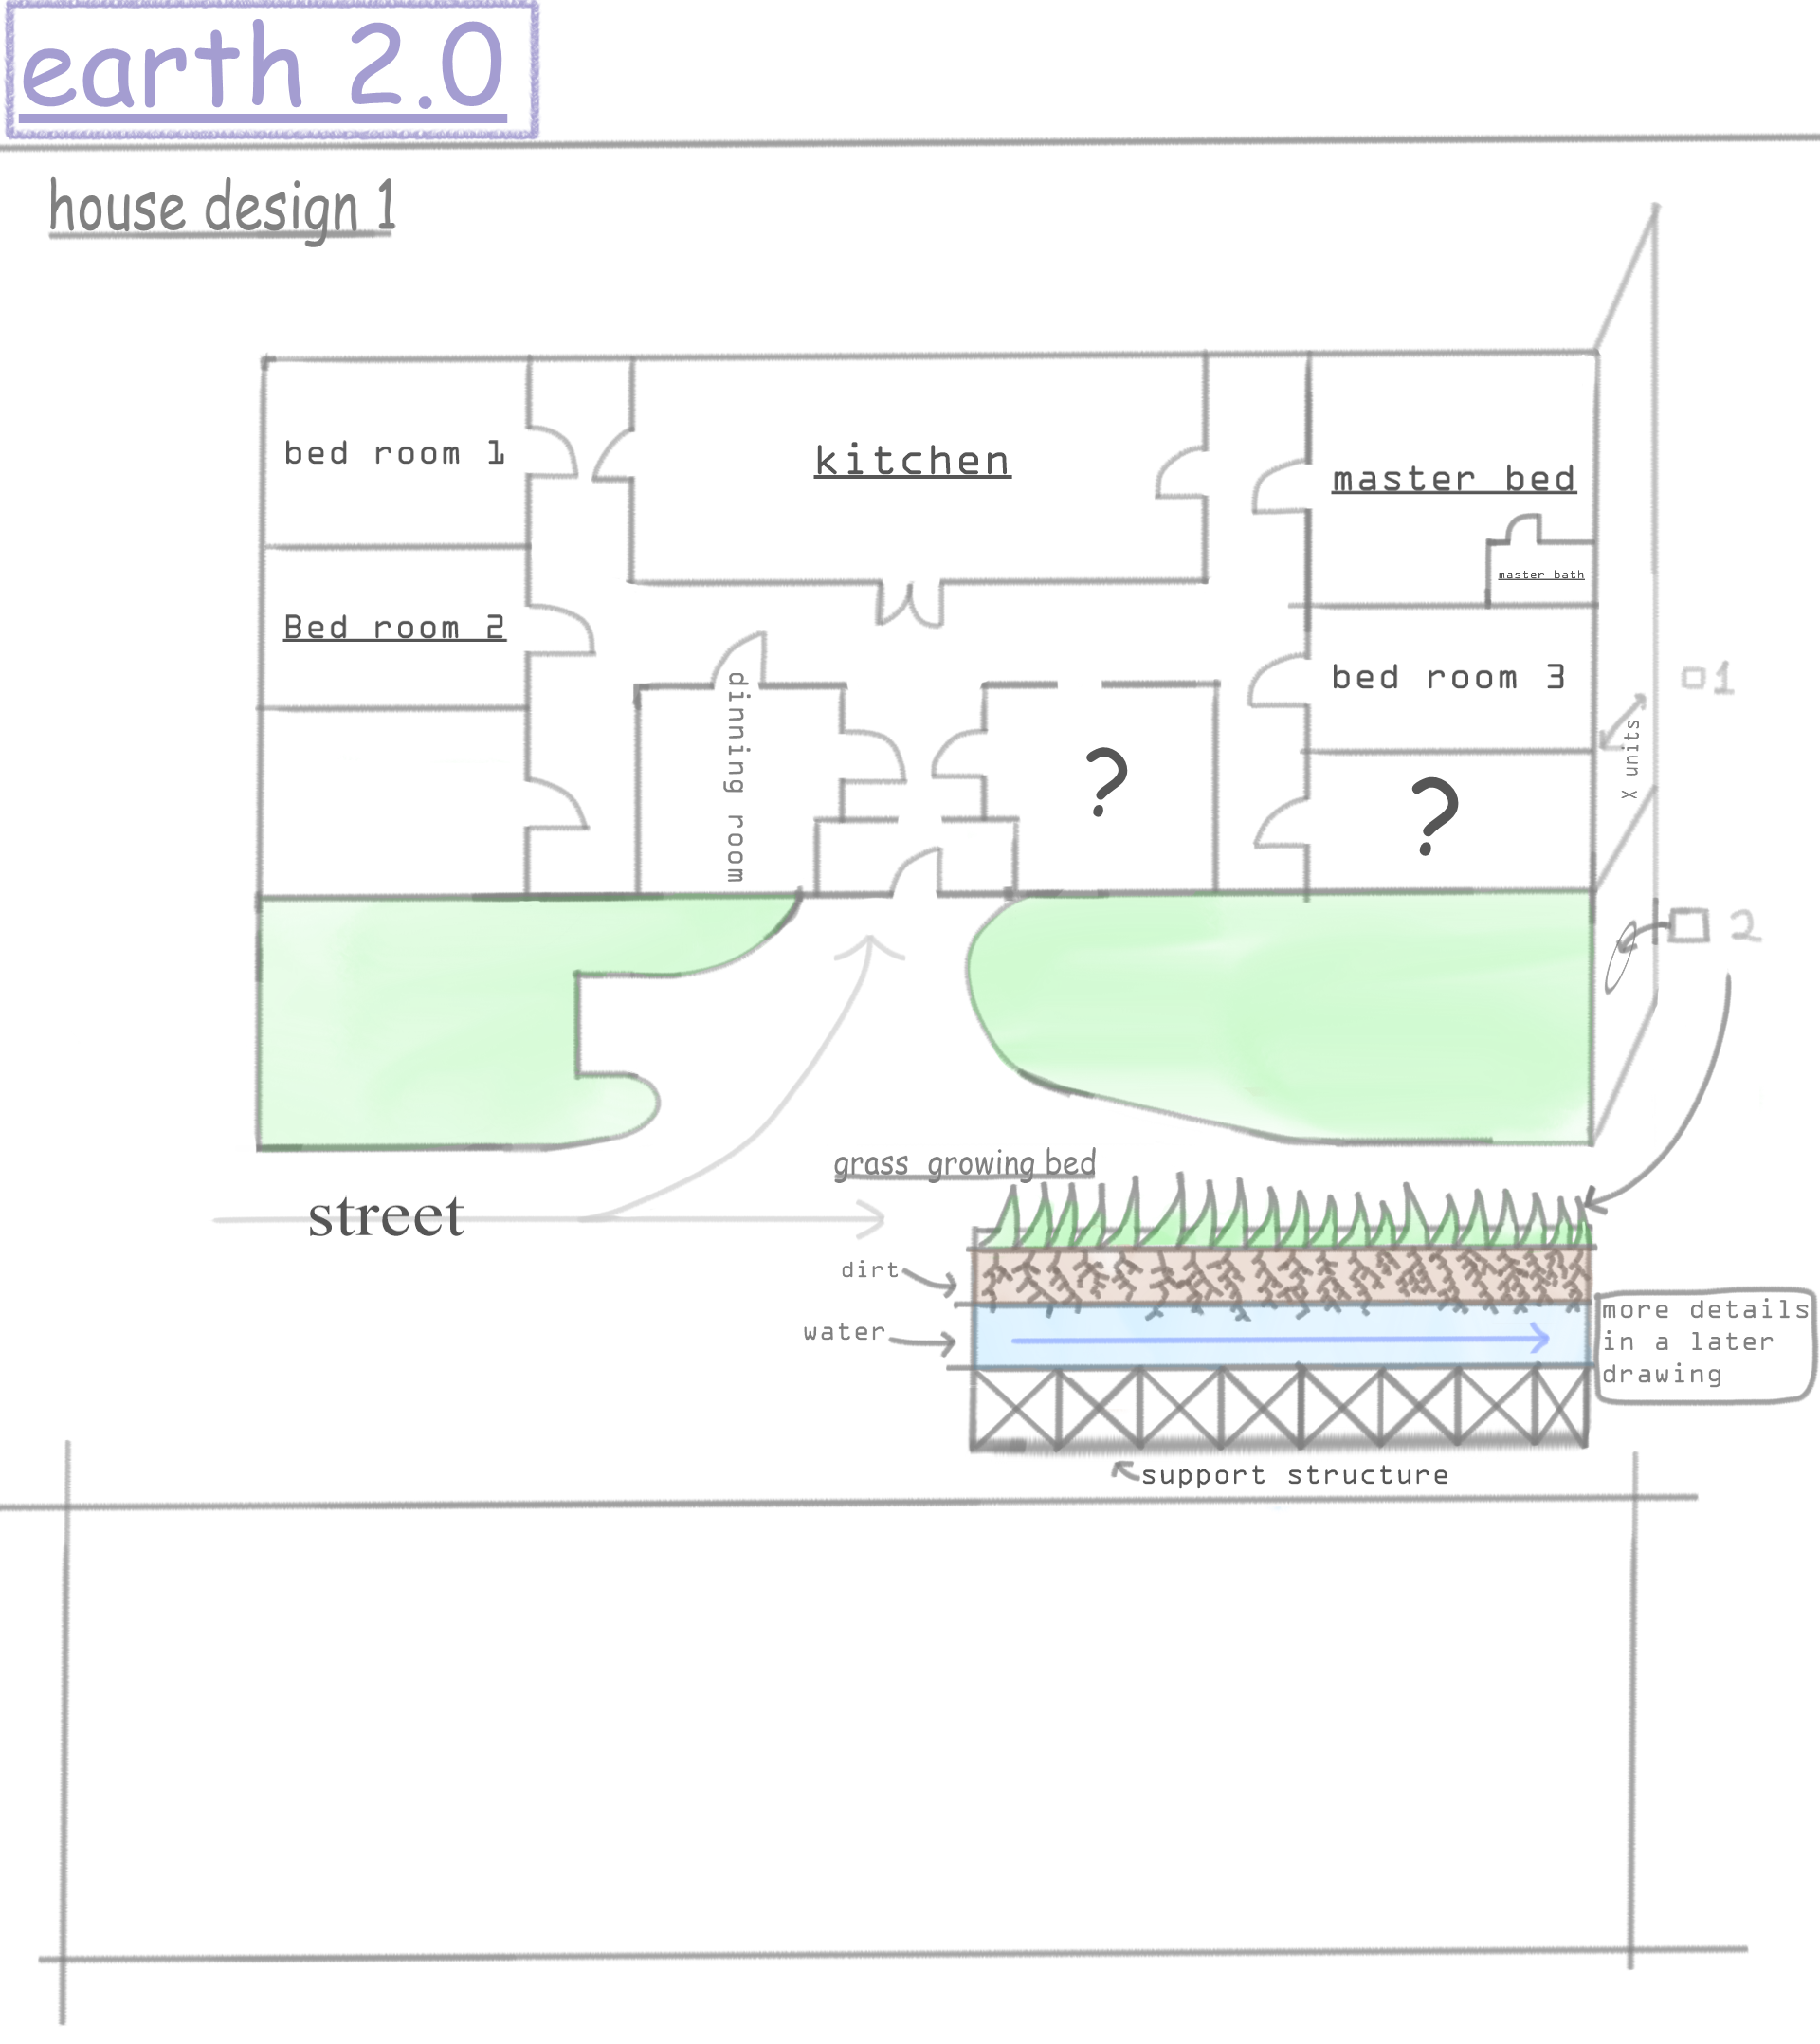 earth 2.0
house design 1
bed room 1
kitchen
master bed
master bath
Bed room 2
bed room 3
dinning room
?
?
X units
1
2
grass growing bed
street
dirt
water
more details
in a later
drawing
support structure